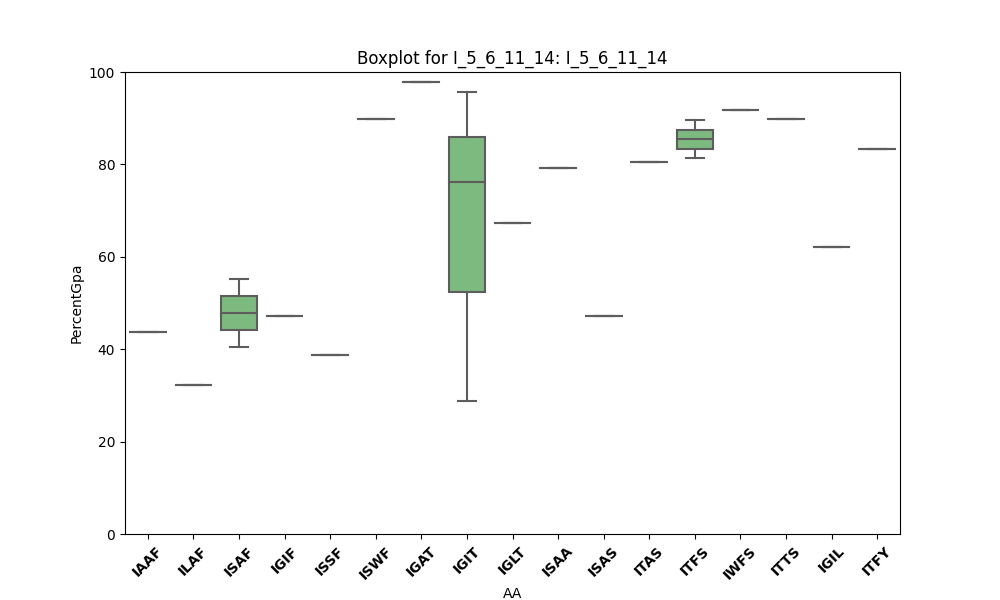 Boxplot for I_5_6_11_14: I_5_6_11_14
PercentGpa
100
80
60
40
20
0
IAAF ILAF ISAF IGIF ISSF ISWF IGAT IGIT IGLT ISAA ISAS ITAS ITFS IWFS ITTS IGIL ITFY
AA